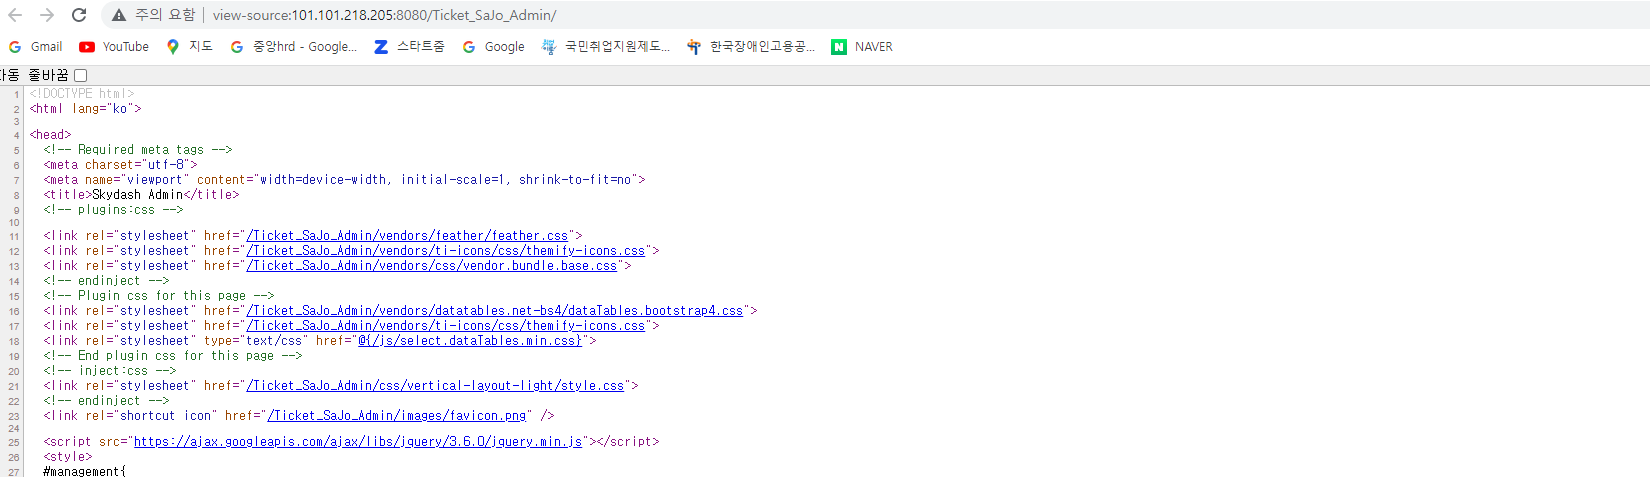 주의 요함 | view-source:101.101.218.205:8080/Ticket_SaJo_Admin/
Gmail YouTube 지도 중앙hrd - Google... 스타트줌 Google 국민취업지원제도... 한국장애인고용공... NAVER
자동 줄바꿈
1 <!DOCTYPE html>
2 <html lang="ko">
3
4 <head>
5 <!-- Required meta tags -->
6 <meta charset="utf-8">
7 <meta name="viewport" content="width=device-width, initial-scale=1, shrink-to-fit=no">
8 <title>Skydash Admin</title>
9 <!-- plugins:css -->
10
11 <link rel="stylesheet" href="/Ticket_SaJo_Admin/vendors/feather/feather.css">
12 <link rel="stylesheet" href="/Ticket_SaJo_Admin/vendors/ti-icons/css/themify-icons.css">
13 <link rel="stylesheet" href="/Ticket_SaJo_Admin/vendors/css/vendor.bundle.base.css">
14 <!-- endinject -->
15 <!-- Plugin css for this page -->
16 <link rel="stylesheet" href="/Ticket_SaJo_Admin/vendors/datatables.net-bs4/dataTables.bootstrap4.css">
17 <link rel="stylesheet" href="/Ticket_SaJo_Admin/vendors/ti-icons/css/themify-icons.css">
18 <link rel="stylesheet" type="text/css" href="@{/js/select.dataTables.min.css}">
19 <!-- End plugin css for this page -->
20 <!-- inject:css -->
21 <link rel="stylesheet" href="/Ticket_SaJo_Admin/css/vertical-layout-light/style.css">
22 <!-- endinject -->
23 <link rel="shortcut icon" href="/Ticket_SaJo_Admin/images/favicon.png" />
24
25 <script src="https://ajax.googleapis.com/ajax/libs/jquery/3.6.0/jquery.min.js"></script>
26 <style>
27 #management{